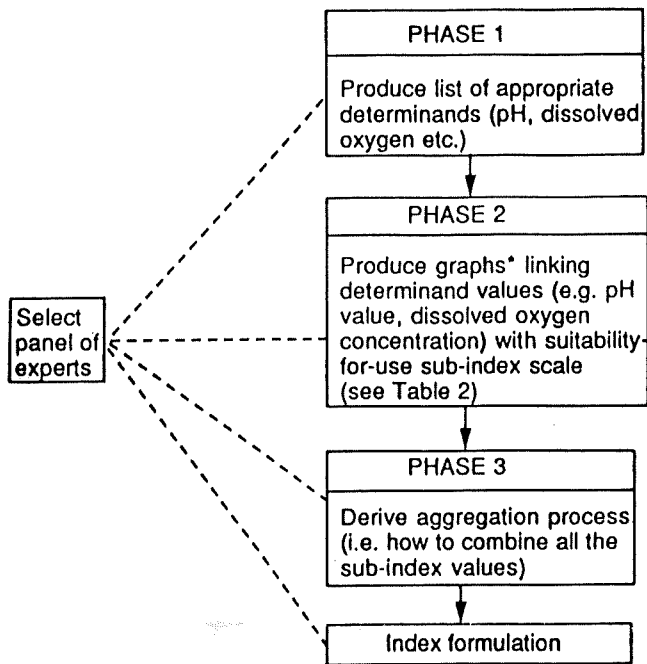 PHASE 1
Produce list of appropriate
determinands (pH, dissolved
oxygen etc.)
PHASE 2
Produce graphs* linking
determinand values (e.g. pH
value, dissolved oxygen
concentration) with suitability-
for-use sub-index scale
(see Table 2)
Select
panel of
experts
PHASE 3
Derive aggregation process
(i.e. how to combine all the
sub-index values)
Index formulation